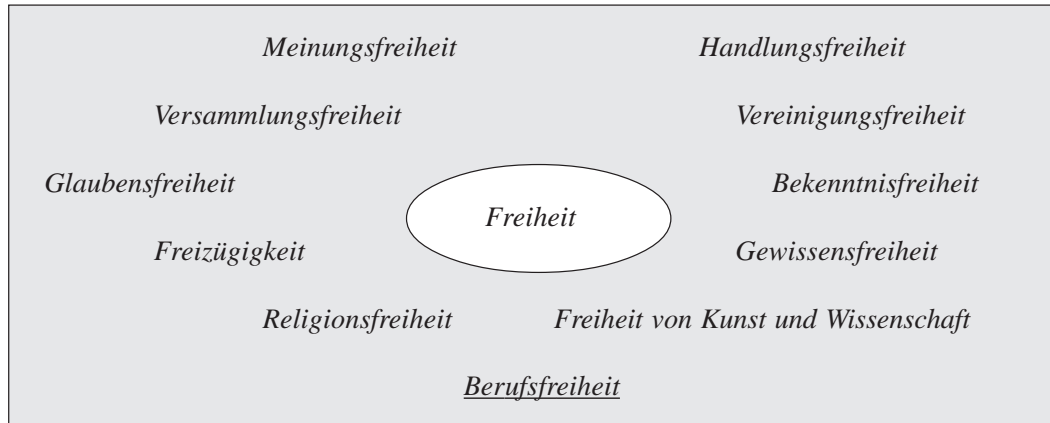 Meinungsfreiheit Handlungsfreiheit
Versammlungsfreiheit Vereinigungsfreiheit
Glaubensfreiheit Bekenntnisfreiheit
Freiheit
Freizügigkeit Gewissensfreiheit
Religionsfreiheit Freiheit von Kunst und Wissenschaft
Berufsfreiheit